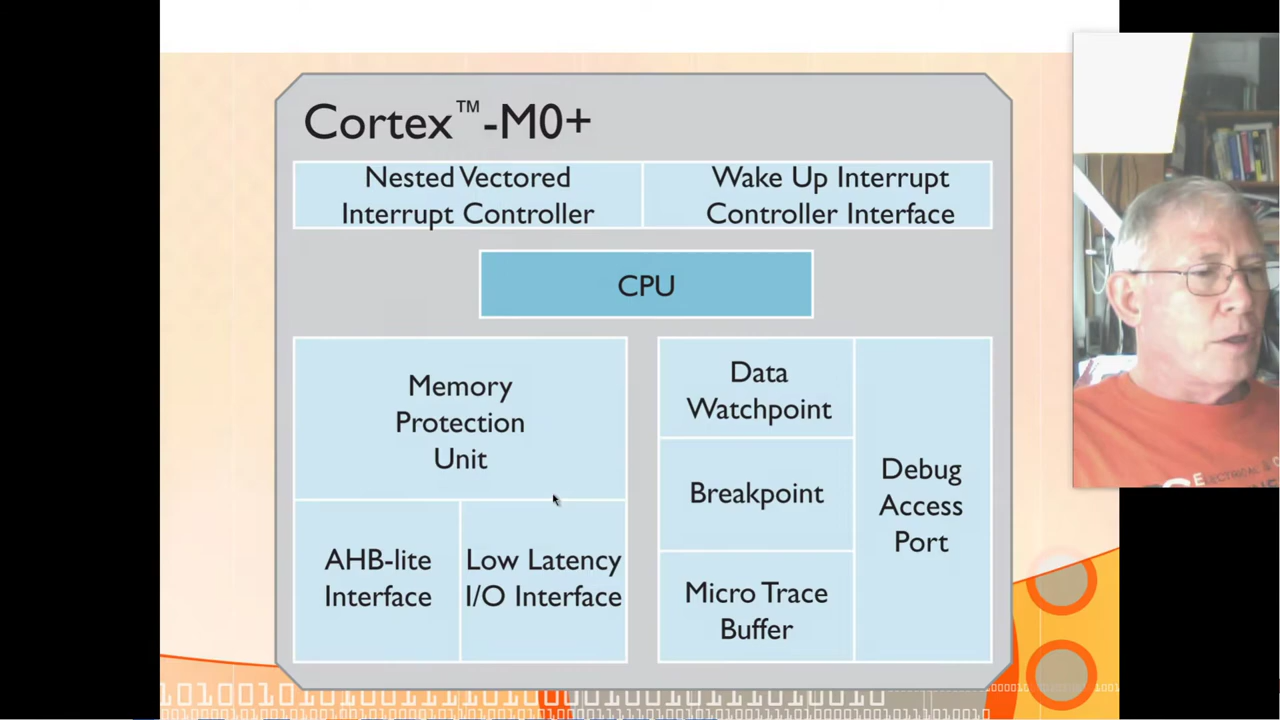 Cortex™-M0+
Nested Vectored
Interrupt Controller
Wake Up Interrupt
Controller Interface
CPU
Memory
Protection
Unit
AHB-lite
Interface
Low Latency
I/O Interface
Data
Watchpoint
Breakpoint
Micro Trace
Buffer
Debug
Access
Port